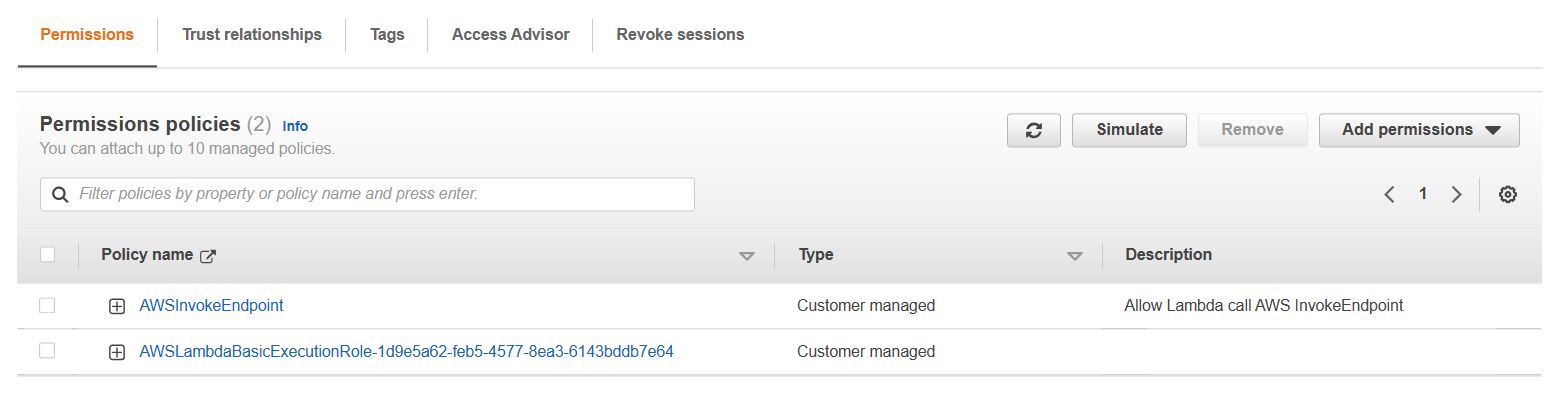 Permissions Trust relationships Tags Access Advisor Revoke sessions
Permissions policies (2) Info
You can attach up to 10 managed policies.
Simulate Remove Add permissions
Filter policies by property or policy name and press enter.
1
Policy name Type Description
AWSInvokeEndpoint Customer managed Allow Lambda call AWS InvokeEndpoint
AWSLambdaBasicExecutionRole-1d9e5a62-feb5-4577-8ea3-6143bddb7e64 Customer managed